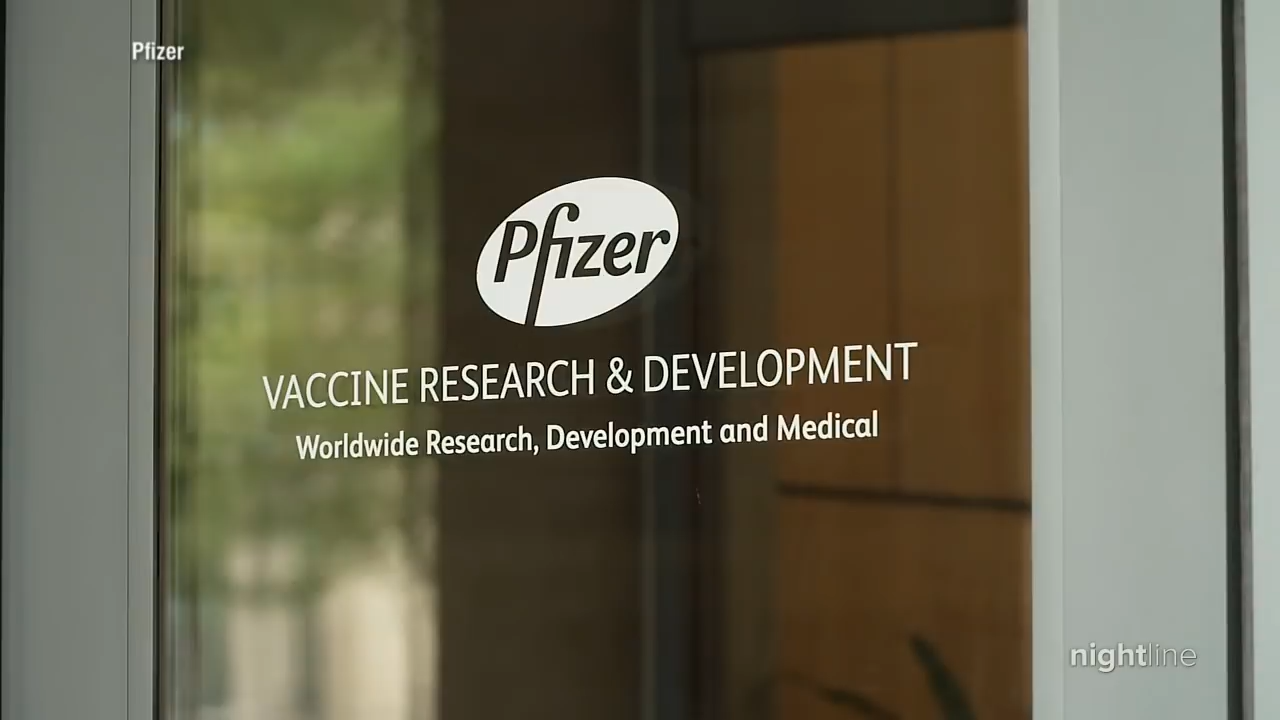 Pfizer
Pfizer
VACCINE RESEARCH & DEVELOPMENT
Worldwide Research, Development and Medical
nightline